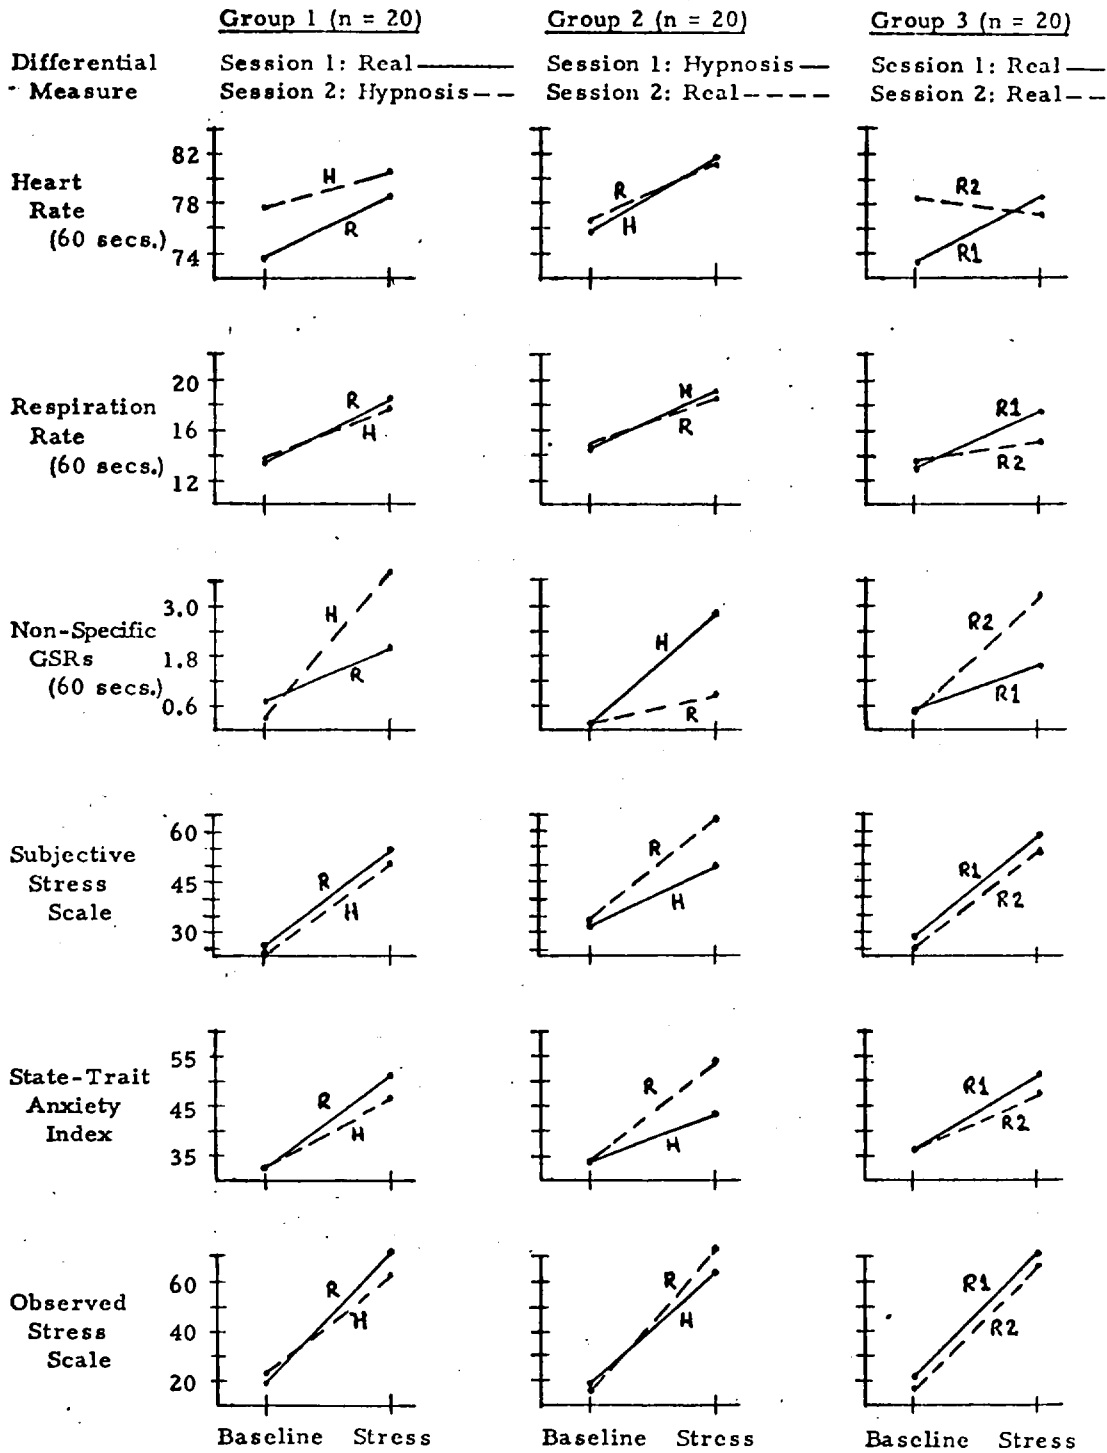 Group 1 (n = 20)
Group 2 (n = 20)
Group 3 (n = 20)
Differential
Measure
Session 1: Real
Session 2: Hypnosis
Session 1: Hypnosis
Session 2: Real
Session 1: Real
Session 2: Real
Heart
Rate
(60 secs.)
82
78
74
H
R
R
H
R2
R1
Respiration
Rate
(60 secs.)
20
16
12
R
H
H
R
R1
R2
Non-Specific
GSRs
(60 secs.)
3.0
1.8
0.6
H
R
H
R
R2
R1
Subjective
Stress
Scale
60
45
30
R
H
R
H
R1
R2
State-Trait
Anxiety
Index
55
45
35
R
H
R
H
R1
R2
Observed
Stress
Scale
60
40
20
R
H
R
H
R1
R2
Baseline Stress
Baseline Stress
Baseline Stress